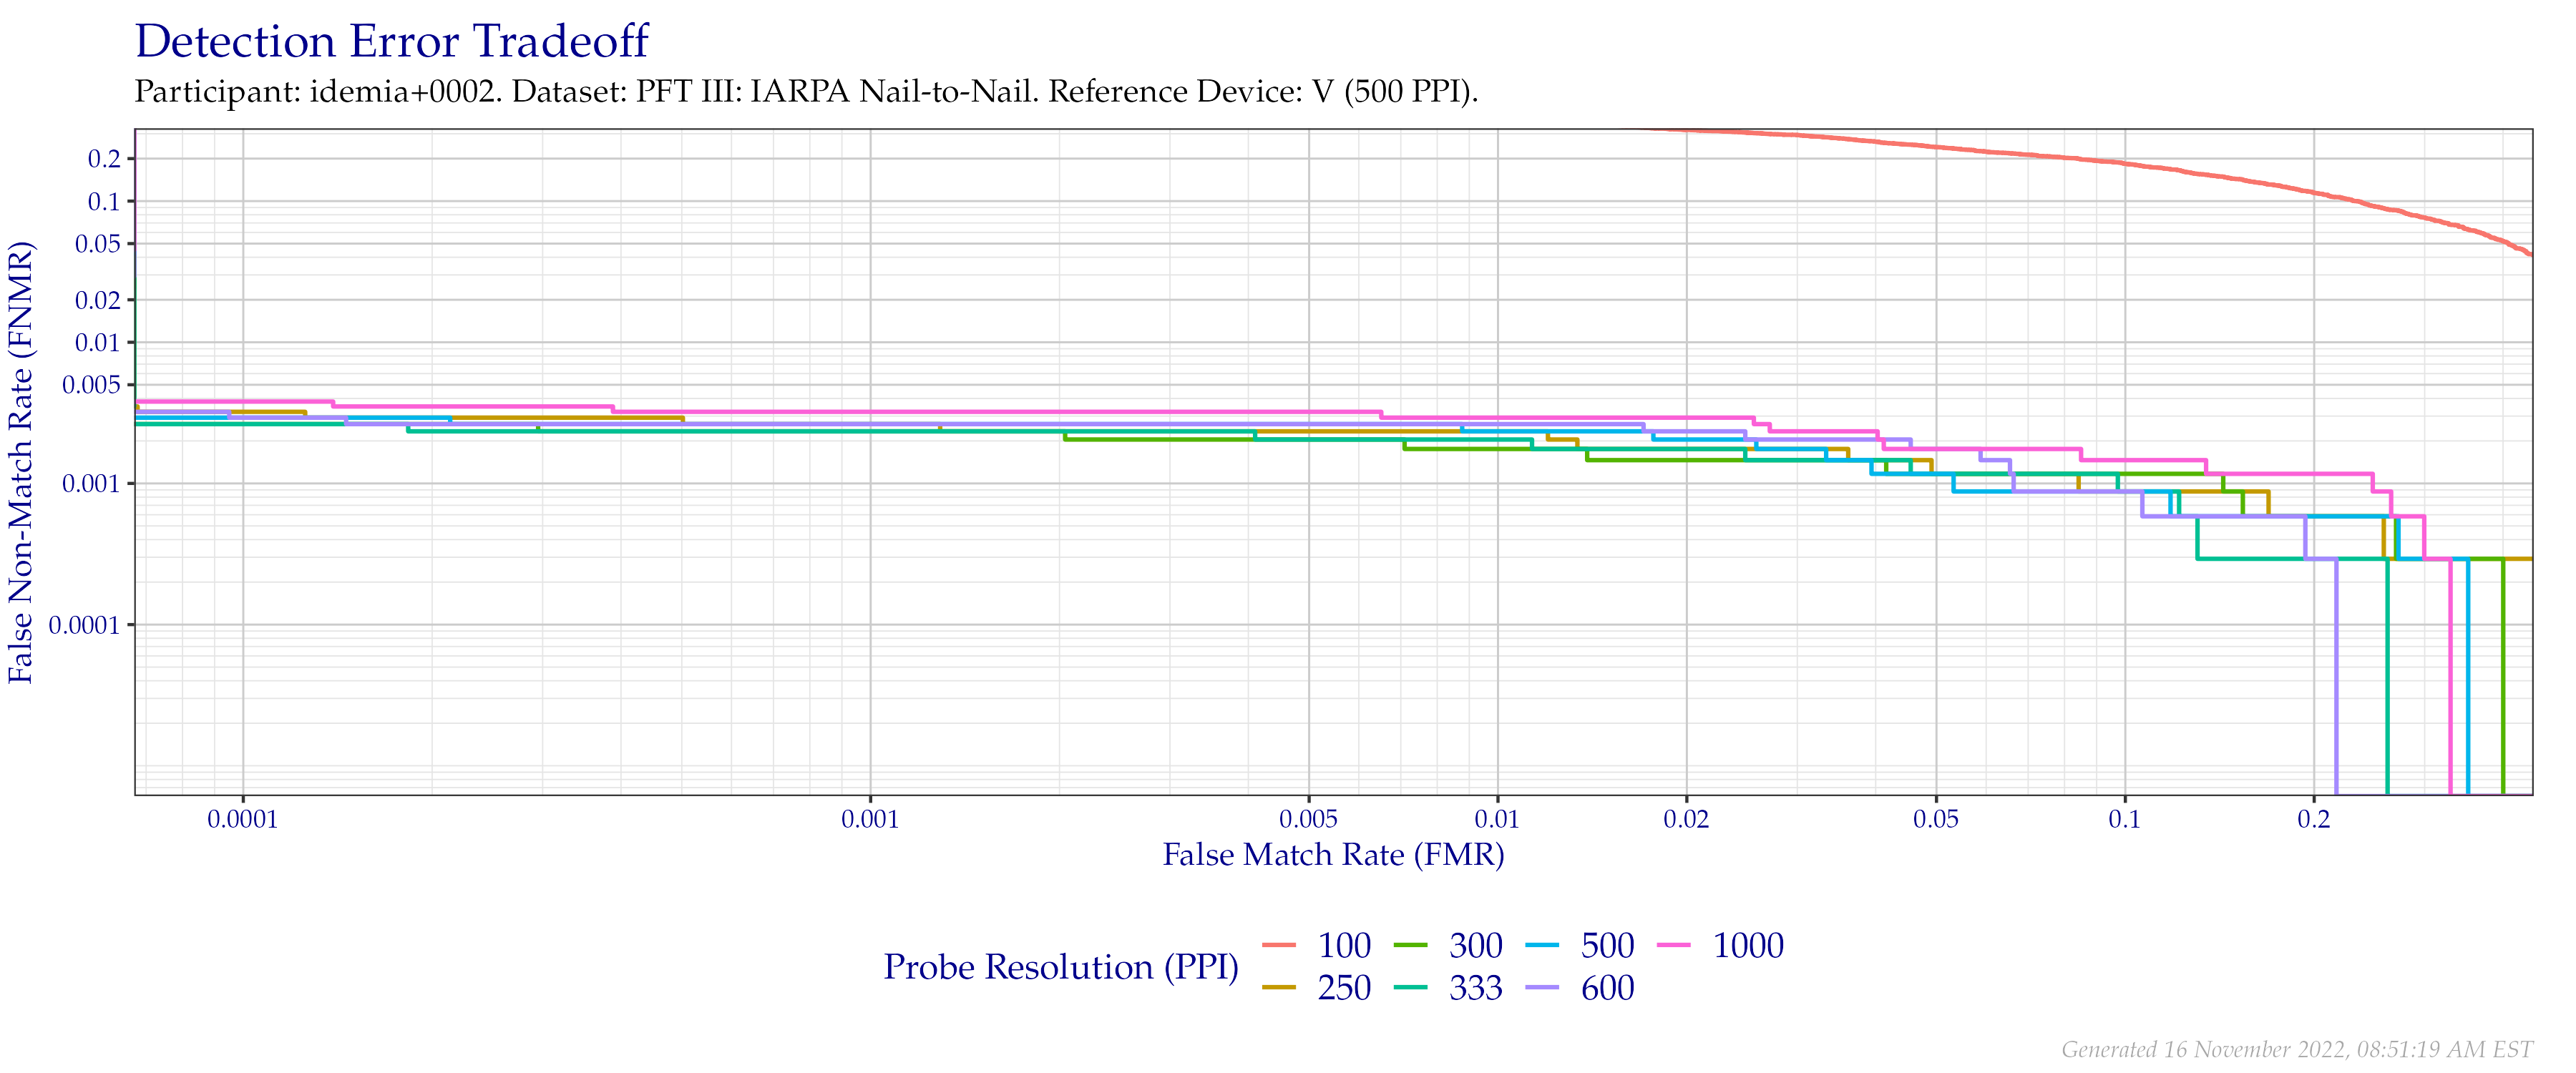 Detection Error Tradeoff
Participant: idemia+0002. Dataset: PFT III: IARPA Nail-to-Nail. Reference Device: V (500 PPI).
False Non-Match Rate (FNMR)
0.2
0.1
0.05
0.02
0.01
0.005
0.001
0.0001
0.0001 0.001 0.005 0.01 0.02 0.05 0.1 0.2
False Match Rate (FMR)
Probe Resolution (PPI)
100 300 500 1000
250 333 600
Generated 16 November 2022, 08:51:19 AM EST